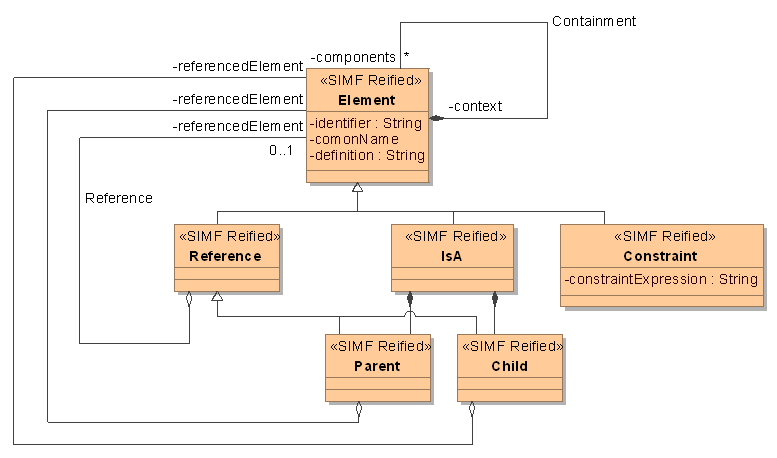 Containment
-components *
-referencedElement
«SIMF Reified»
Element
-referencedElement
-context
-identifier : String
-referencedElement
-comonName
0..1
-definition : String
Reference
«SIMF Reified»
Reference
«SIMF Reified»
IsA
«SIMF Reified»
Constraint
-constraintExpression : String
«SIMF Reified»
Parent
«SIMF Reified»
Child